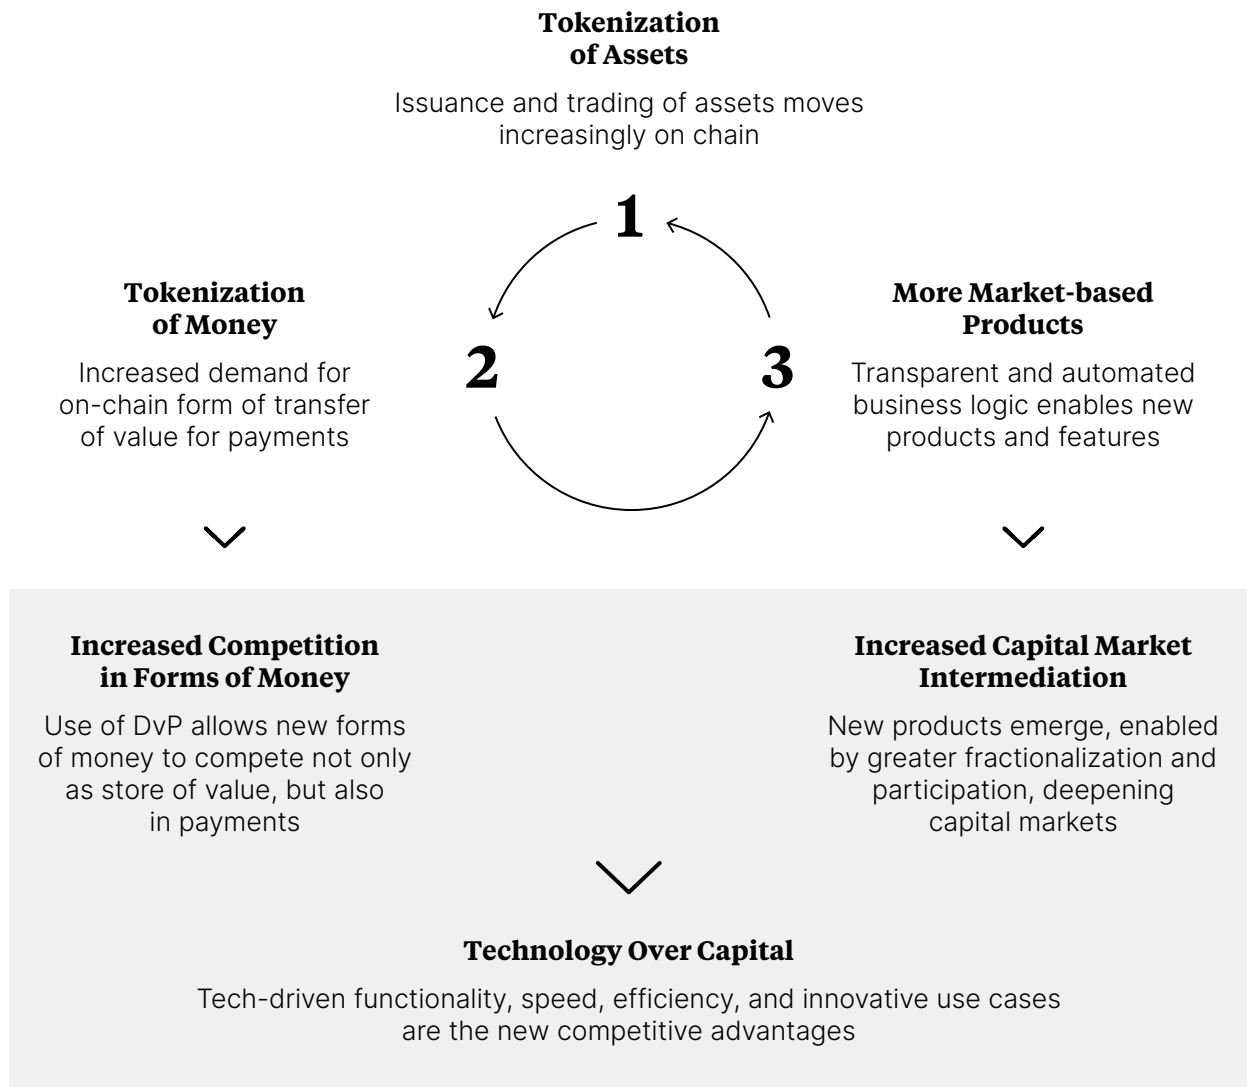 Tokenization
of Assets
Issuance and trading of assets moves
increasingly on chain
1
Tokenization
of Money
Increased demand for
on-chain form of transfer
of value for payments
2
3
More Market-based
Products
Transparent and automated
business logic enables new
products and features
Increased Competition
in Forms of Money
Use of DvP allows new forms
of money to compete not only
as store of value, but also
in payments
Increased Capital Market
Intermediation
New products emerge, enabled
by greater fractionalization and
participation, deepening
capital markets
Technology Over Capital
Tech-driven functionality, speed, efficiency, and innovative use cases
are the new competitive advantages